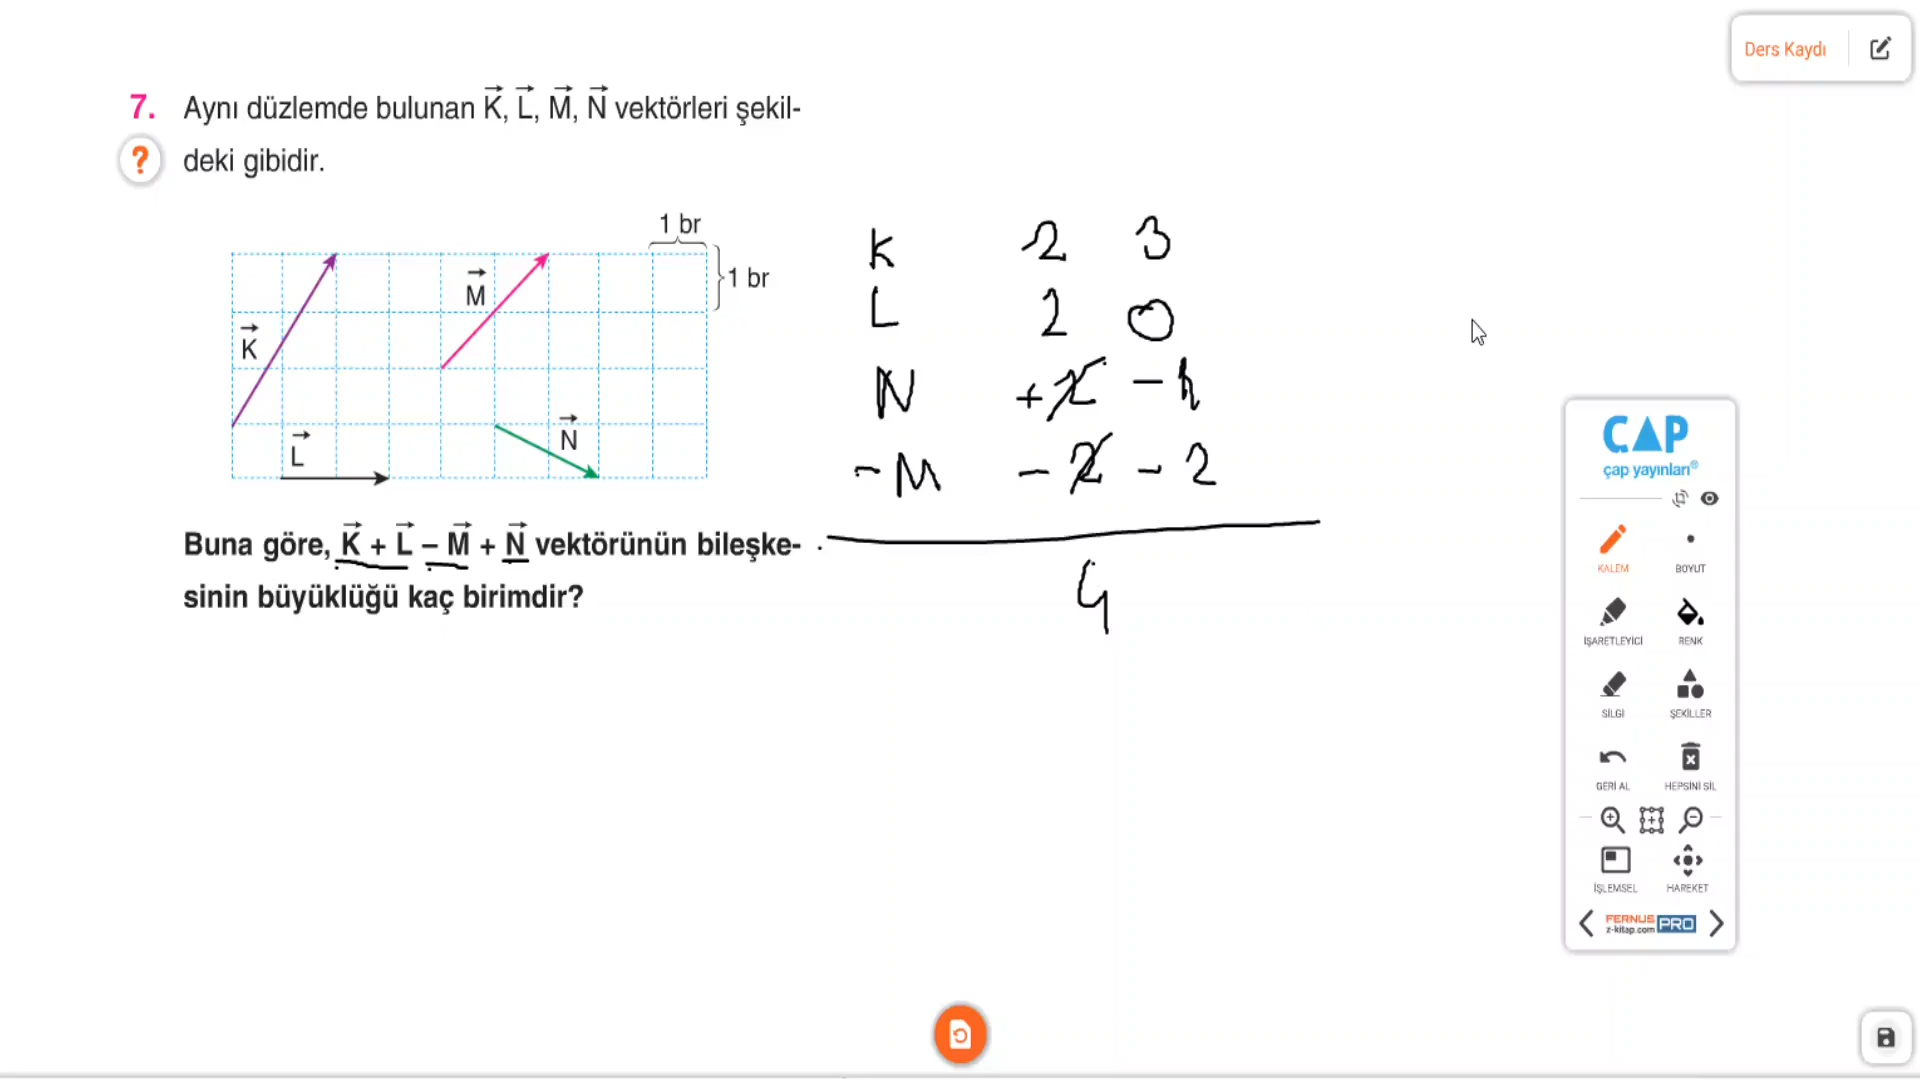 Ders Kaydı
7. Aynı düzlemde bulunan K, L, M, N vektörleri şekil-
? deki gibidir.
1 br
1 br
K
L
M
N
Buna göre, K + L – M + N vektörünün bileşke-
sinin büyüklüğü kaç birimdir?
K 2 3
L 2 0
N +2 -1
-M -2 -2
4
ÇAP
çap yayınları®
KALEM
BOYUT
İŞARETLEYİCİ
RENK
SİLGİ
ŞEKİLLER
GERİ AL
HEPSİNİ SİL
İŞLEMSEL
HAREKET
FERNUS PRO
z-kitap.com